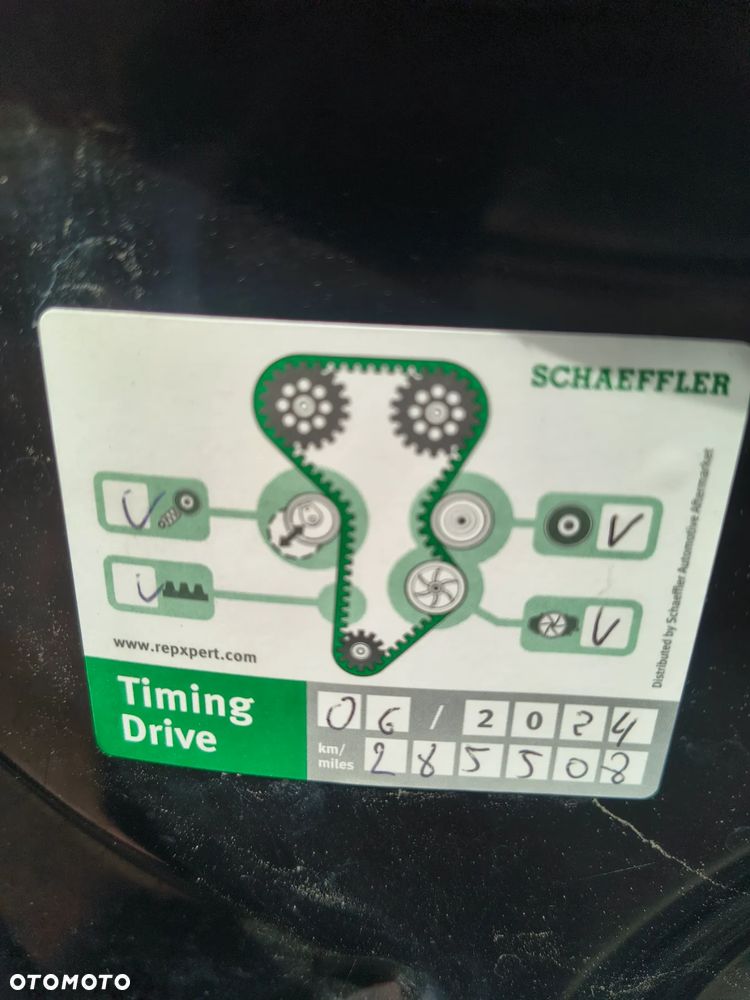 SCHAEFFLER
Distributed by Schaeffler Automotive Aftermarket
www.repxpert.com
Timing
Drive
06 / 2024
km/
miles
285508
OTOMOTO